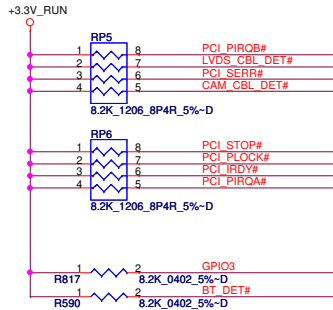 +3.3V_RUN
RP5
1 8 PCI_PIRQB#
2 7 LVDS_CBL_DET#
3 6 PCI_SERR#
4 5 CAM_CBL_DET#
8.2K_1206_8P4R_5%~D
RP6
1 8 PCI_STOP#
2 7 PCI_PLOCK#
3 6 PCI_IRDY#
4 5 PCI_PIRQA#
8.2K_1206_8P4R_5%~D
1 2 GPIO3
R817 8.2K_0402_5%~D
1 2 BT_DET#
R590 8.2K_0402_5%~D